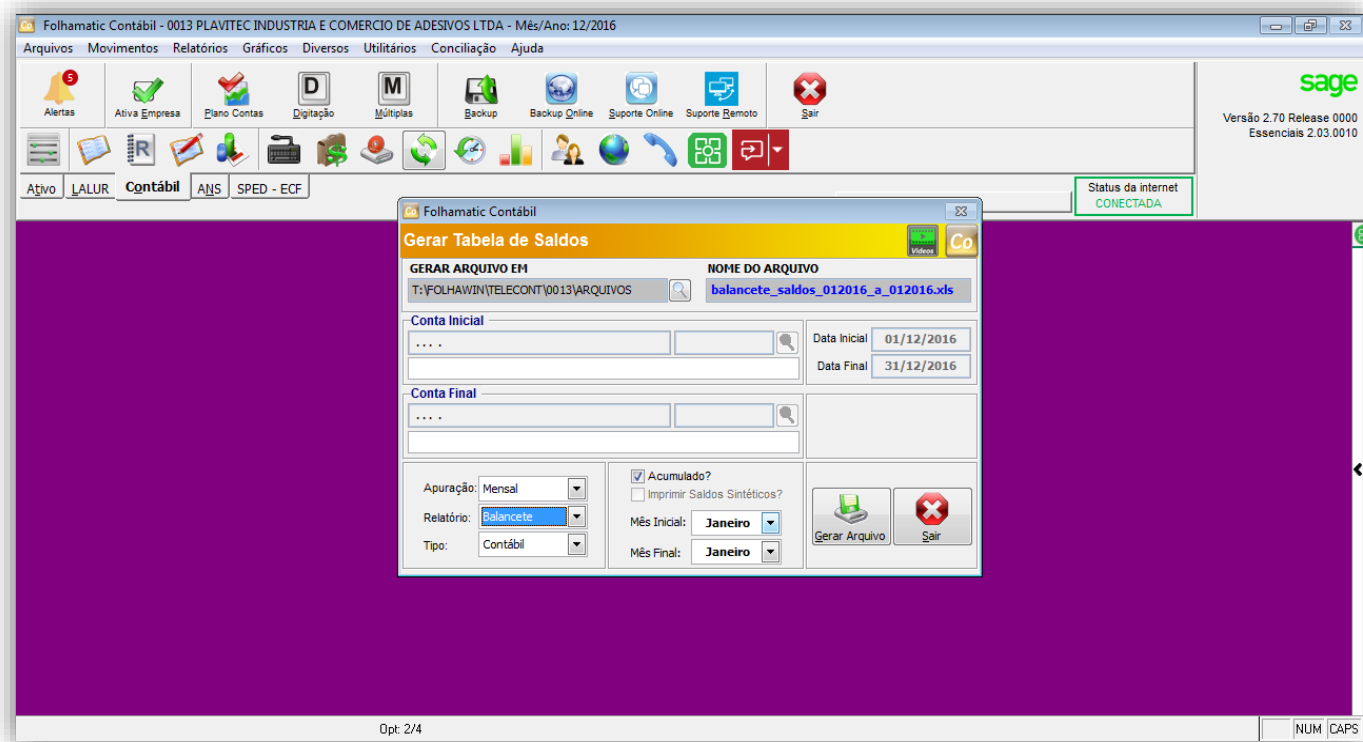 Folhamatic Contábil - 0013 PLAVITEC INDUSTRIA E COMERCIO DE ADESIVOS LTDA - Mês/Ano: 12/2016
Arquivos Movimentos Relatórios Gráficos Diversos Utilitários Conciliação Ajuda
5
D M
Alertas Ativa Empresa Plano Contas Digitação Múltiplas Backup Backup Online Suporte Online Suporte Remoto Sair
sage
Versão 2.70 Release 0000
Essenciais 2.03.0010
R
Ativo LALUR Contábil ANS SPED - ECF
Status da internet
CONECTADA
Co Folhamatic Contábil
Gerar Tabela de Saldos
Vídeos Co
GERAR ARQUIVO EM NOME DO ARQUIVO
T:\FOLHAWIN\TELECONT\0013\ARQUIVOS balancete_saldos_012016_a_012016.xls
Conta Inicial
... .
Data Inicial 01/12/2016
Data Final 31/12/2016
Conta Final
... .
Apuração: Mensal
Relatório: Balancete
Tipo: Contábil
Acumulado?
Imprimir Saldos Sintéticos?
Mês Inicial: Janeiro
Mês Final: Janeiro
Gerar Arquivo Sair
Opt: 2/4
NUM CAPS